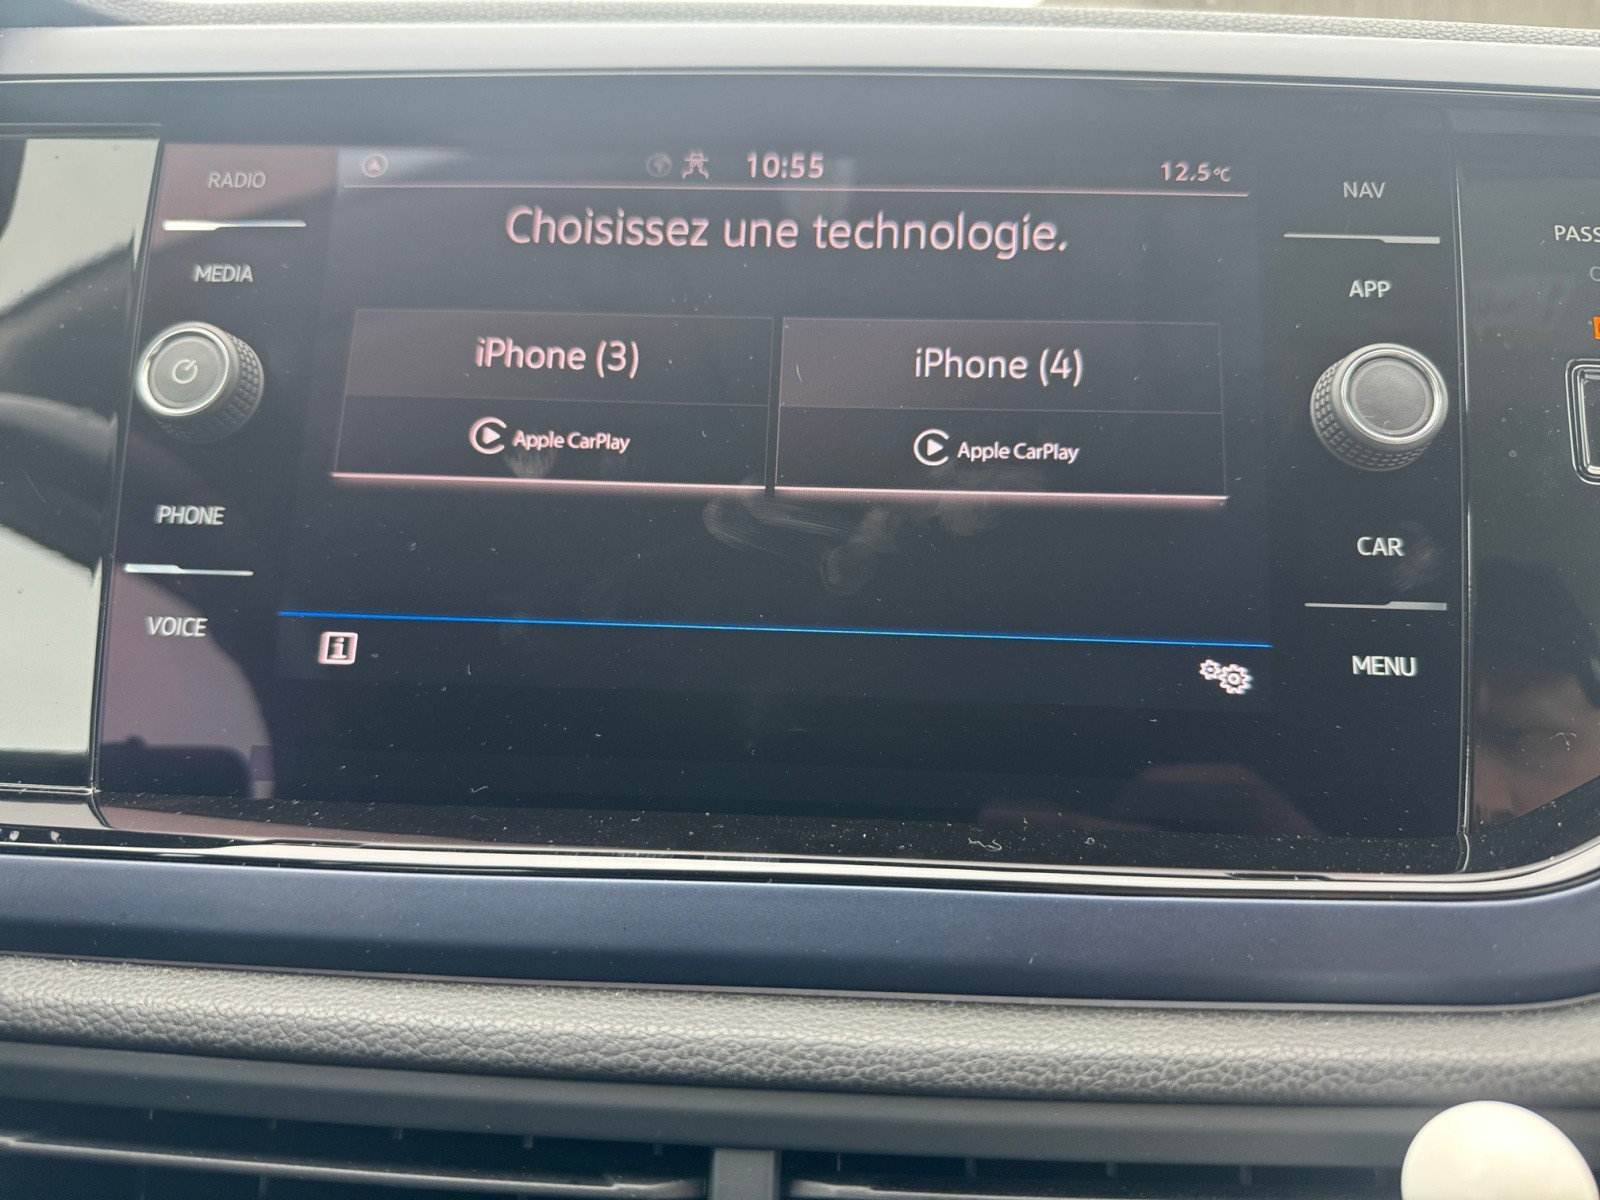 RADIO
MEDIA
PHONE
VOICE
10:55
12.5°C
Choisissez une technologie.
iPhone (3)
iPhone (4)
Apple CarPlay
Apple CarPlay
i
NAV
APP
CAR
MENU
PASS